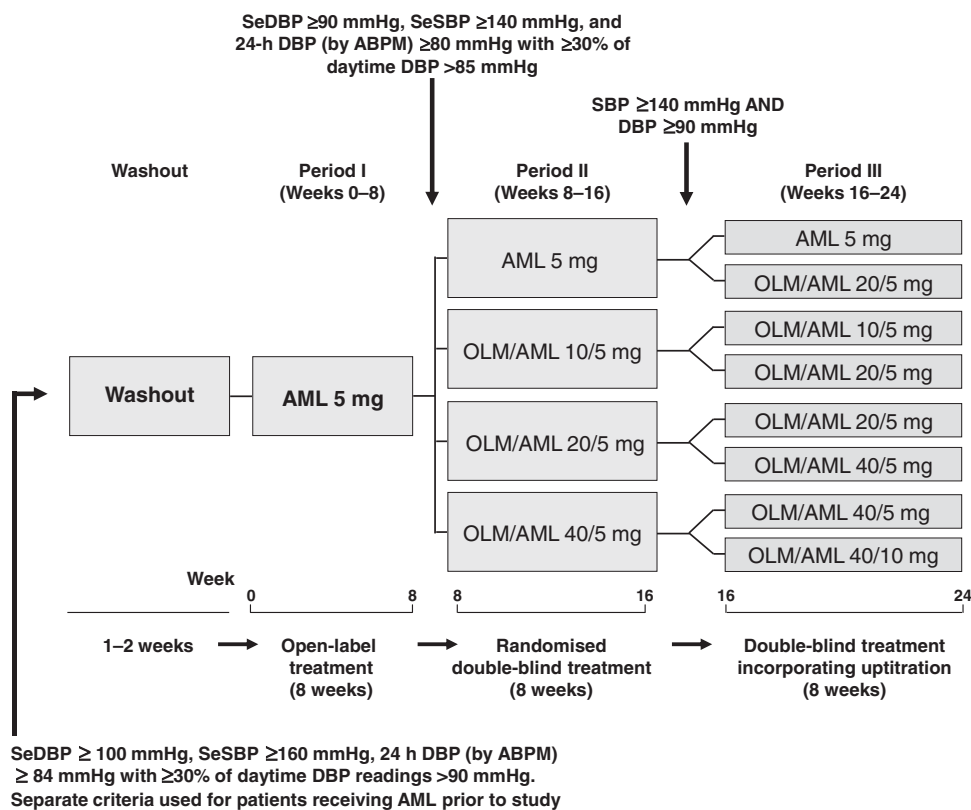 SeDBP ≥90 mmHg, SeSBP ≥140 mmHg, and
24-h DBP (by ABPM) ≥80 mmHg with ≥30% of
daytime DBP >85 mmHg
SBP ≥140 mmHg AND
DBP ≥90 mmHg
Washout
Period I
(Weeks 0–8)
Period II
(Weeks 8–16)
Period III
(Weeks 16–24)
Washout
AML 5 mg
AML 5 mg
OLM/AML 10/5 mg
OLM/AML 20/5 mg
OLM/AML 40/5 mg
AML 5 mg
OLM/AML 20/5 mg
OLM/AML 10/5 mg
OLM/AML 20/5 mg
OLM/AML 20/5 mg
OLM/AML 40/5 mg
OLM/AML 40/5 mg
OLM/AML 40/10 mg
Week
0
8
8
16
16
24
1–2 weeks
Open-label
treatment
(8 weeks)
Randomised
double-blind treatment
(8 weeks)
Double-blind treatment
incorporating uptitration
(8 weeks)
SeDBP ≥ 100 mmHg, SeSBP ≥160 mmHg, 24 h DBP (by ABPM)
≥ 84 mmHg with ≥30% of daytime DBP readings >90 mmHg.
Separate criteria used for patients receiving AML prior to study